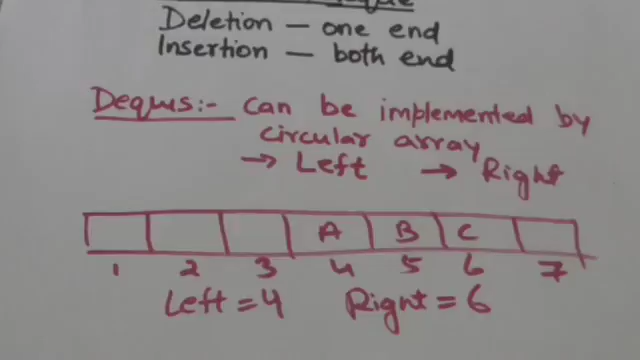 Deletion — one end
Insertion — both end
Deques:- can be implemented by
circular array
→ Left → Right
A B C
1 2 3 4 5 6 7
Left = 4 Right = 6